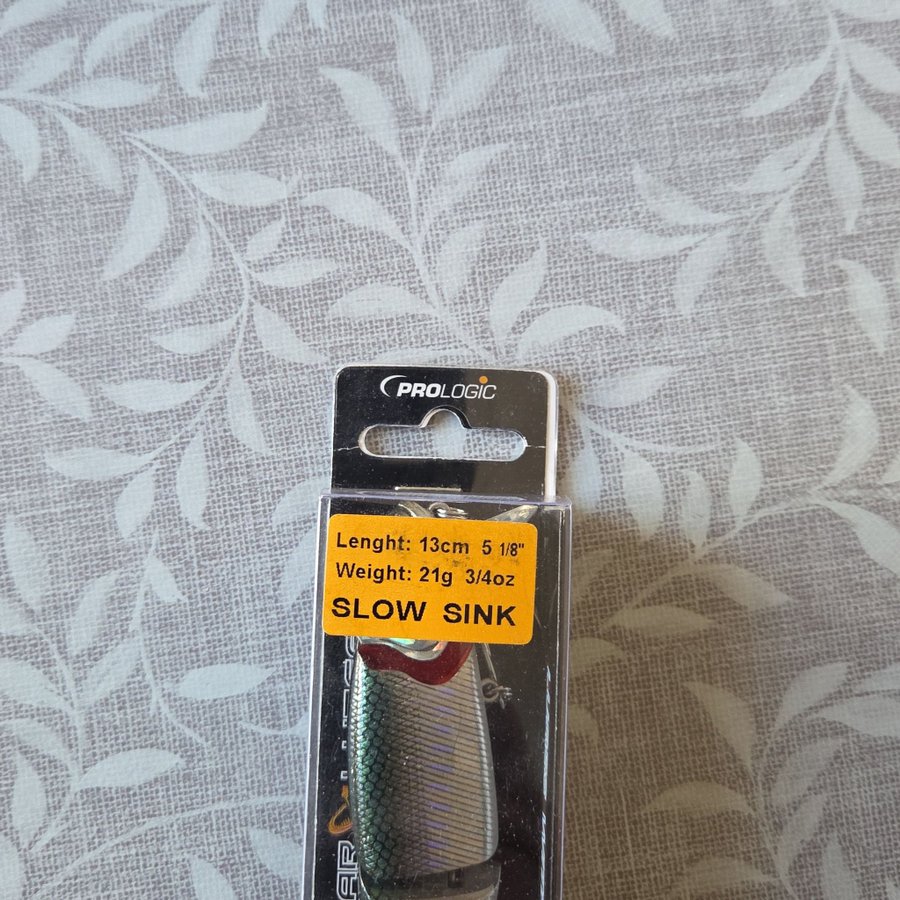 PROLOGIC
Lenght: 13cm 5 1/8"
Weight: 21g 3/4oz
SLOW SINK